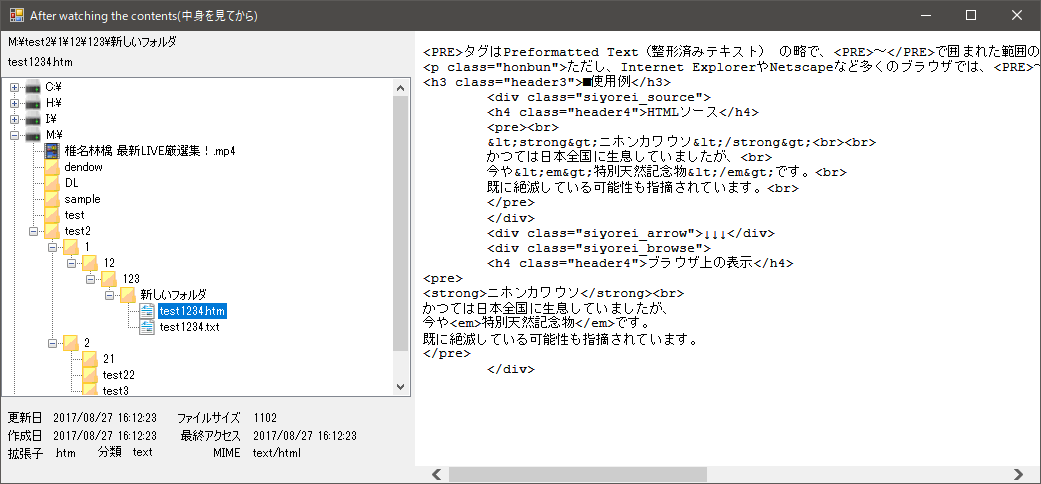 After watching the contents(中身を見てから)
M:¥test2¥1¥12¥123¥新しいフォルダ
test1234.htm
C:¥
H:¥
I:¥
M:¥
椎名林檎 最新LIVE厳選集！.mp4
dendow
DL
sample
test
test2
1
12
123
新しいフォルダ
test1234.htm
test1234.txt
2
21
test22
test3
更新日 2017/08/27 16:12:23 ファイルサイズ 1102
作成日 2017/08/27 16:12:23 最終アクセス 2017/08/27 16:12:23
拡張子 .htm 分類 text MIME text/html
<PRE>タグはPreformatted Text（整形済みテキスト） の略で、<PRE>～</PRE>で囲まれた範囲の
<p class="honbun">ただし、Internet ExplorerやNetscapeなど多くのブラウザでは、<PRE>～
<h3 class="header3">■使用例</h3>
<div class="siyorei_source">
<h4 class="header4">HTMLソース</h4>
<pre><br>
&lt;strong&gt;ニホンカワウソ&lt;/strong&gt;<br><br>
かつては日本全国に生息していましたが、<br>
今や&lt;em&gt;特別天然記念物&lt;/em&gt;です。<br>
既に絶滅している可能性も指摘されています。<br>
</pre>
</div>
<div class="siyorei_arrow">↓↓↓</div>
<div class="siyorei_browse">
<h4 class="header4">ブラウザ上の表示</h4>
<pre>
<strong>ニホンカワウソ</strong><br>
かつては日本全国に生息していましたが、
今や<em>特別天然記念物</em>です。
既に絶滅している可能性も指摘されています。
</pre>
</div>